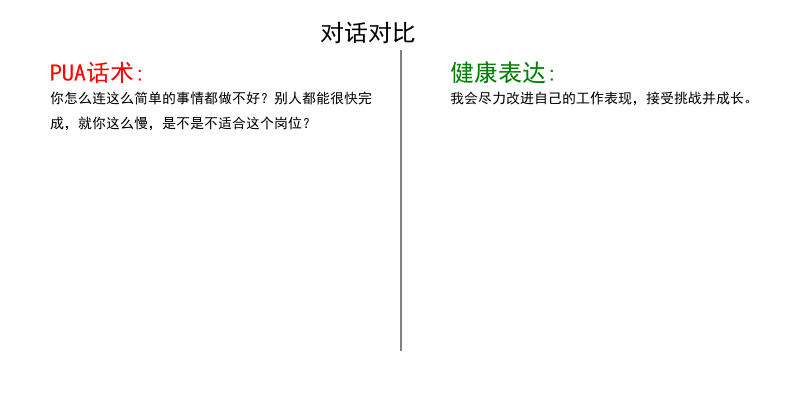 对话对比
PUA话术:
你怎么连这么简单的事情都做不好？别人都能很快完
成，就你这么慢，是不是不适合这个岗位？
健康表达:
我会尽力改进自己的工作表现，接受挑战并成长。